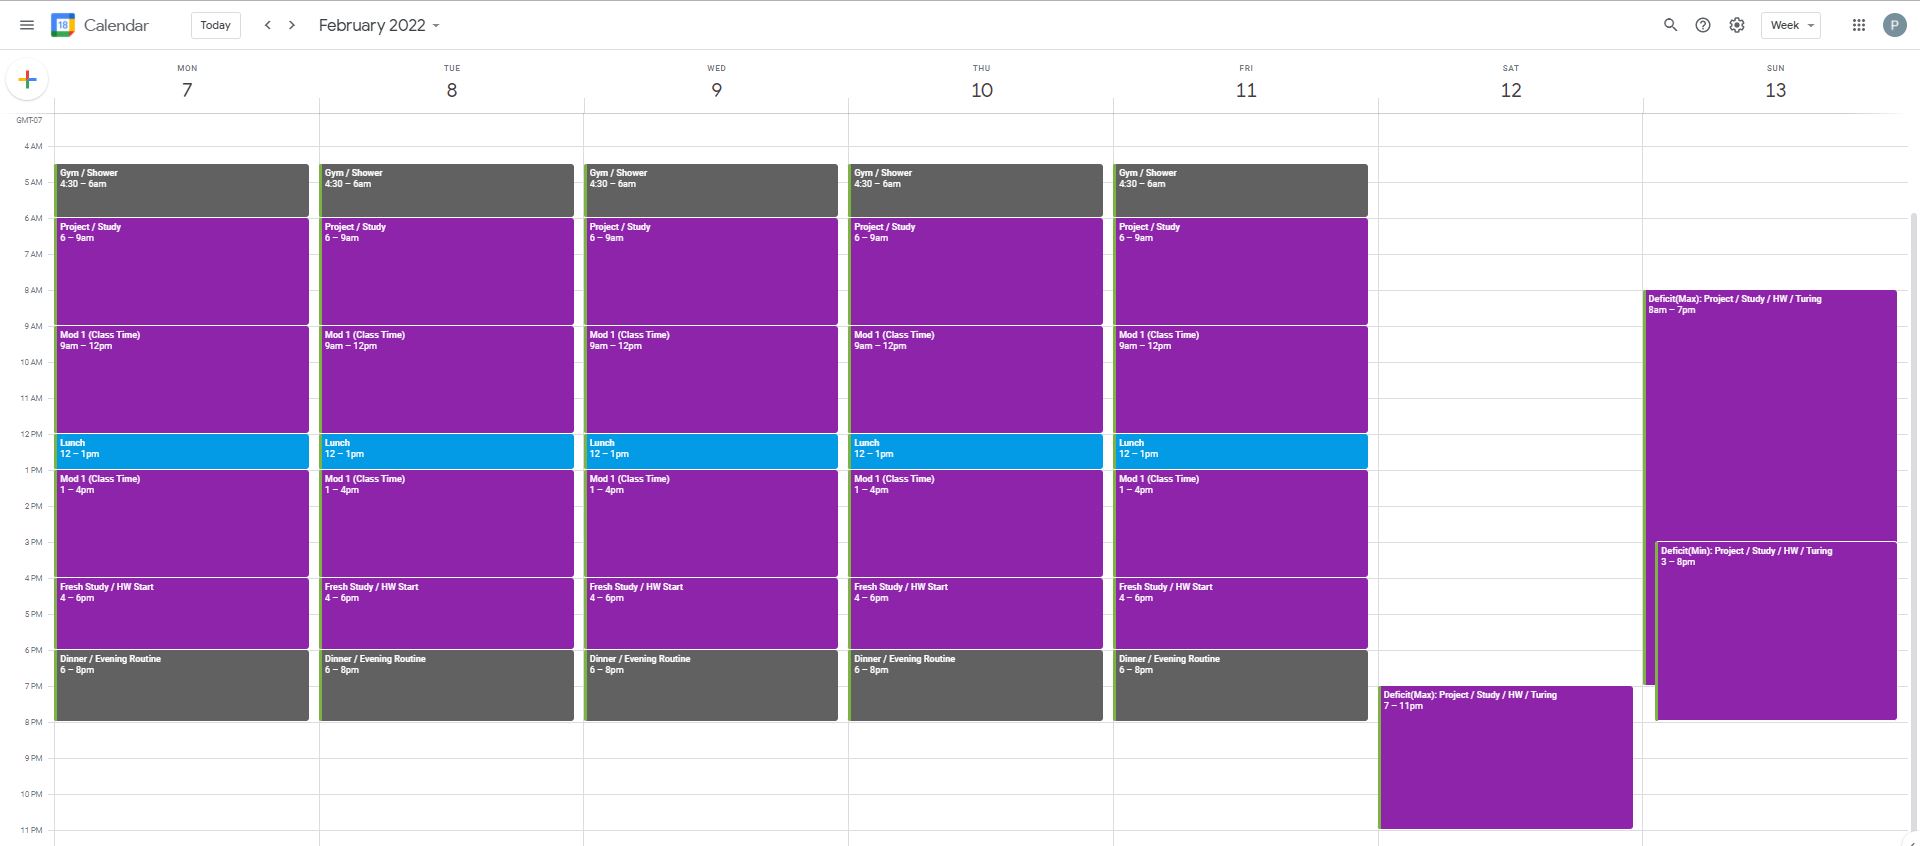 18 Calendar Today February 2022 Week P
MON TUE WED THU FRI SAT SUN
7 8 9 10 11 12 13
GMT-07
4 AM
5 AM
6 AM
7 AM
8 AM
9 AM
10 AM
11 AM
12 PM
1 PM
2 PM
3 PM
4 PM
5 PM
6 PM
7 PM
8 PM
9 PM
10 PM
11 PM
Gym / Shower
4:30 – 6am
Project / Study
6 – 9am
Mod 1 (Class Time)
9am – 12pm
Lunch
12 – 1pm
Mod 1 (Class Time)
1 – 4pm
Fresh Study / HW Start
4 – 6pm
Dinner / Evening Routine
6 – 8pm
Gym / Shower
4:30 – 6am
Project / Study
6 – 9am
Mod 1 (Class Time)
9am – 12pm
Lunch
12 – 1pm
Mod 1 (Class Time)
1 – 4pm
Fresh Study / HW Start
4 – 6pm
Dinner / Evening Routine
6 – 8pm
Gym / Shower
4:30 – 6am
Project / Study
6 – 9am
Mod 1 (Class Time)
9am – 12pm
Lunch
12 – 1pm
Mod 1 (Class Time)
1 – 4pm
Fresh Study / HW Start
4 – 6pm
Dinner / Evening Routine
6 – 8pm
Gym / Shower
4:30 – 6am
Project / Study
6 – 9am
Mod 1 (Class Time)
9am – 12pm
Lunch
12 – 1pm
Mod 1 (Class Time)
1 – 4pm
Fresh Study / HW Start
4 – 6pm
Dinner / Evening Routine
6 – 8pm
Gym / Shower
4:30 – 6am
Project / Study
6 – 9am
Mod 1 (Class Time)
9am – 12pm
Lunch
12 – 1pm
Mod 1 (Class Time)
1 – 4pm
Fresh Study / HW Start
4 – 6pm
Dinner / Evening Routine
6 – 8pm
Deficit(Max): Project / Study / HW / Turing
7 – 11pm
Deficit(Max): Project / Study / HW / Turing
8am – 7pm
Deficit(Min): Project / Study / HW / Turing
3 – 8pm